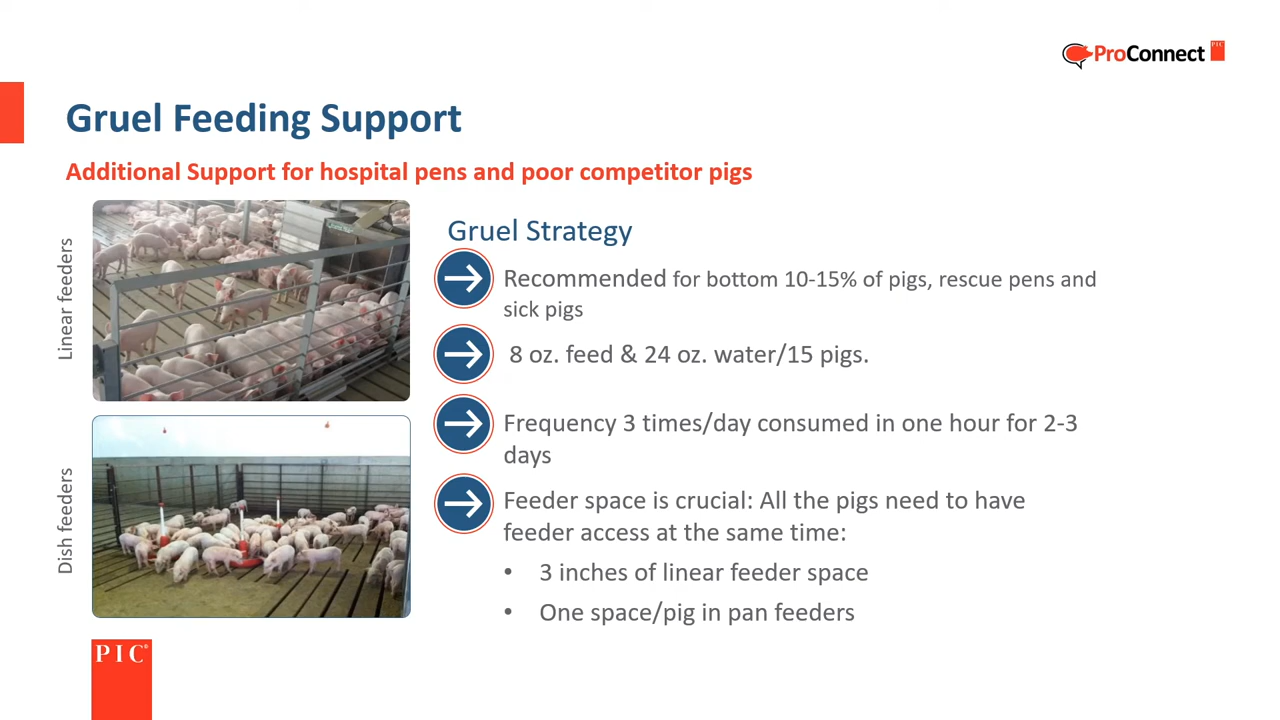 ProConnect PIC
Gruel Feeding Support
Additional Support for hospital pens and poor competitor pigs
Linear feeders
Dish feeders
Gruel Strategy
Recommended for bottom 10-15% of pigs, rescue pens and
sick pigs
8 oz. feed & 24 oz. water/15 pigs.
Frequency 3 times/day consumed in one hour for 2-3
days
Feeder space is crucial: All the pigs need to have
feeder access at the same time:
• 3 inches of linear feeder space
• One space/pig in pan feeders
PIC®